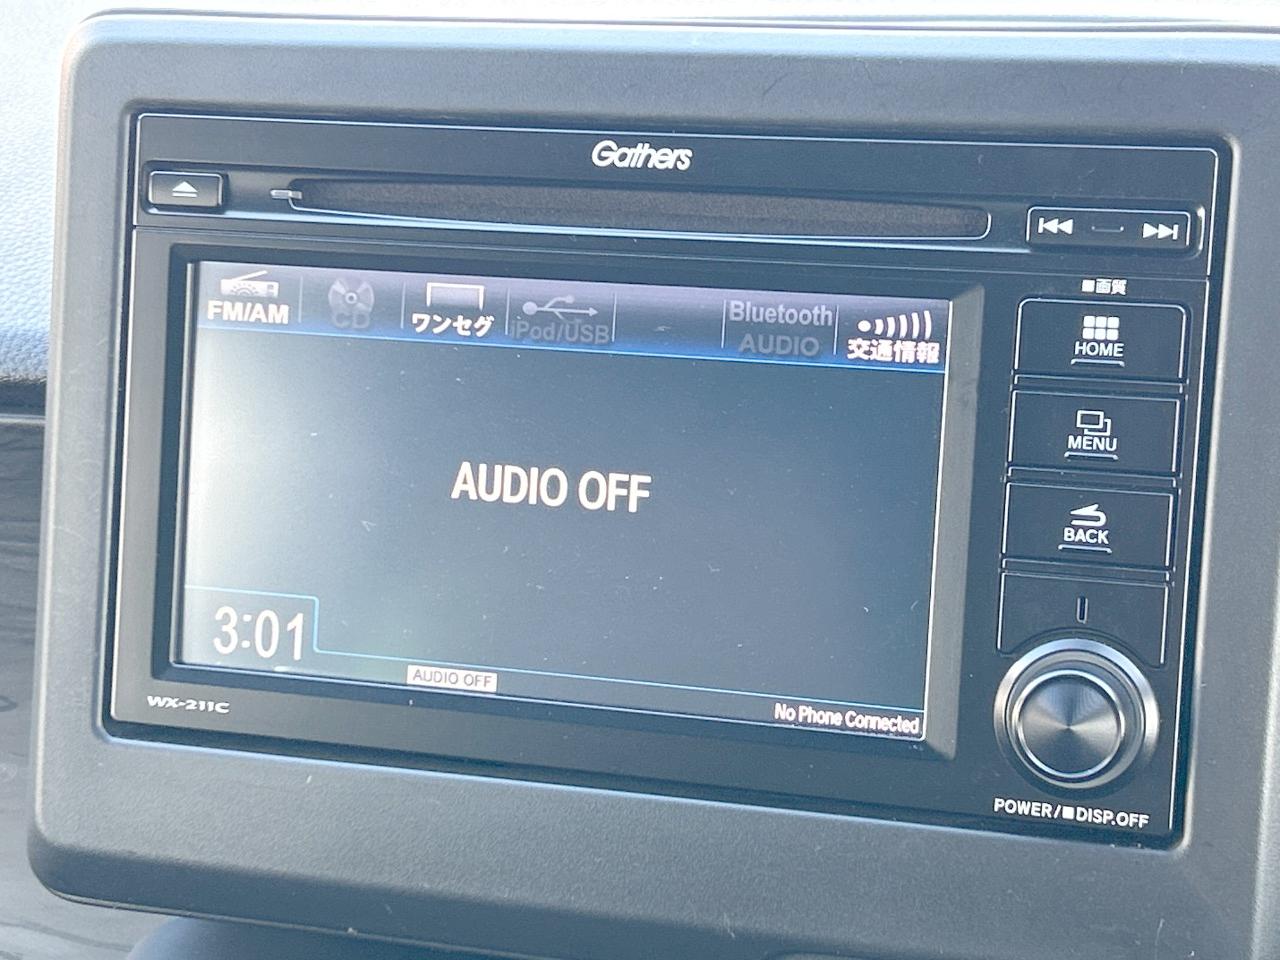 Gathers
■画質
FM/AM
CD
ワンセグ
iPod/USB
Bluetooth
AUDIO
交通情報
HOME
MENU
BACK
AUDIO OFF
3:01
AUDIO OFF
No Phone Connected
WX-211C
POWER/■DISP.OFF